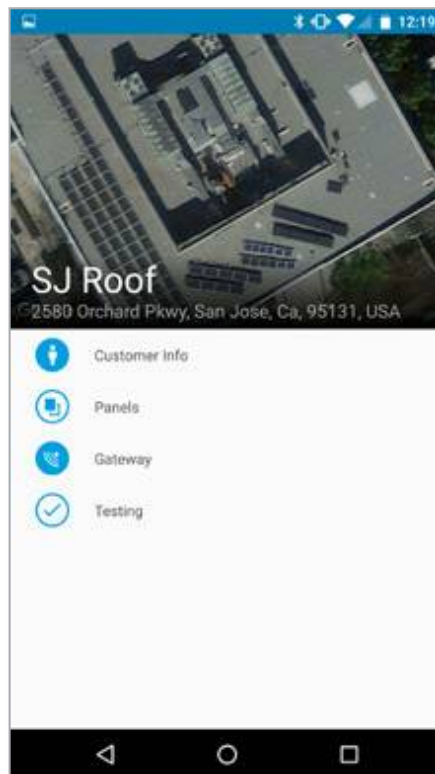 12:19
SJ Roof
2580 Orchard Pkwy, San Jose, Ca, 95131, USA
Customer Info
Panels
Gateway
Testing